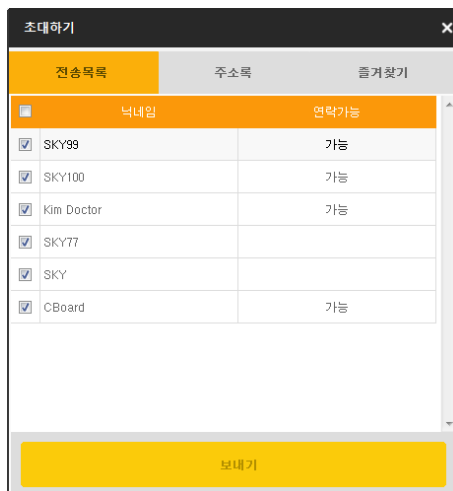 초대하기
전송목록 주소록 즐겨찾기
닉네임 연락가능
SKY99 가능
SKY100 가능
Kim Doctor 가능
SKY77
SKY
CBoard 가능
보내기